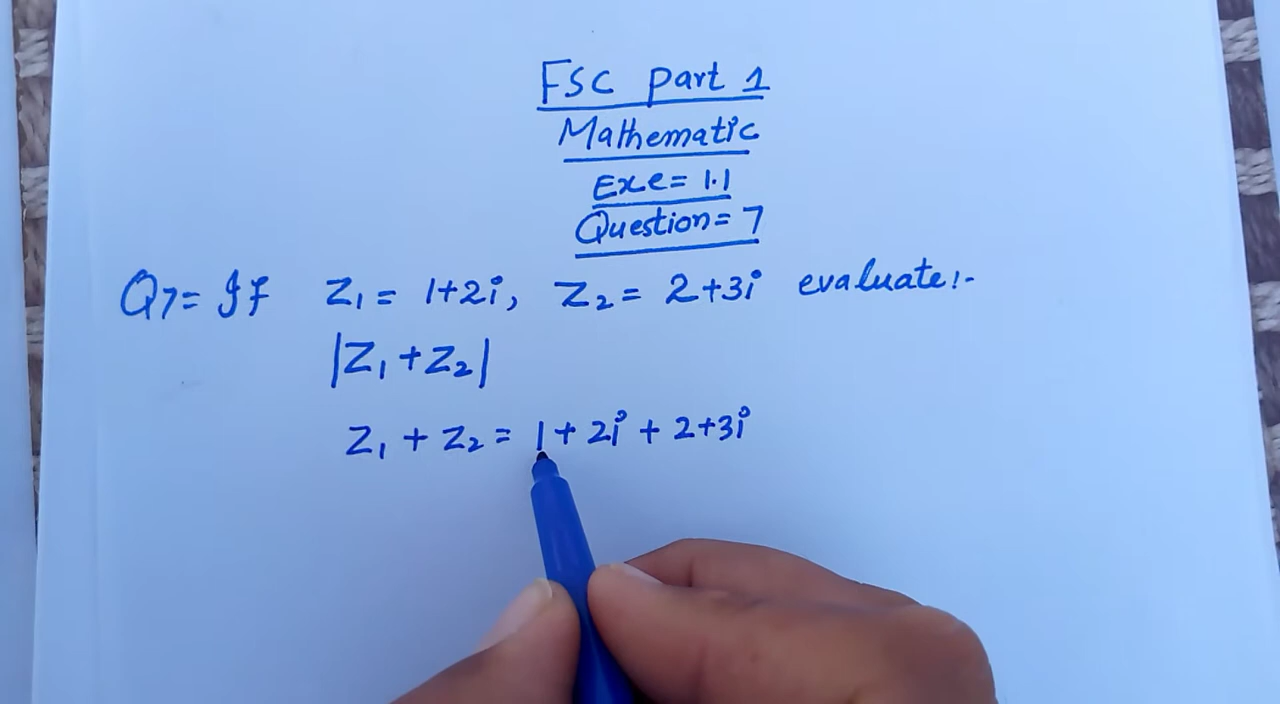 FSC part 1
Mathematic
Exe= 1.1
Question= 7
Q7= If Z₁ = 1+2i, Z₂ = 2+3i evaluate:-
|Z₁ + Z₂|
Z₁ + Z₂ = 1 + 2i + 2+3i